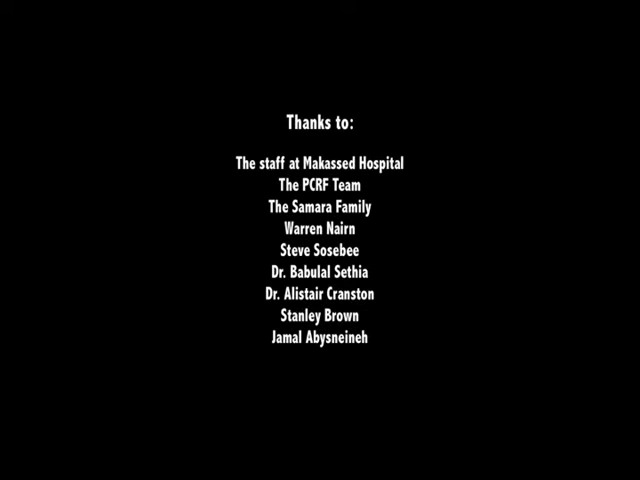 Thanks to:
The staff at Makassed Hospital
The PCRF Team
The Samara Family
Warren Nairn
Steve Sosebee
Dr. Babulal Sethia
Dr. Alistair Cranston
Stanley Brown
Jamal Abysneineh